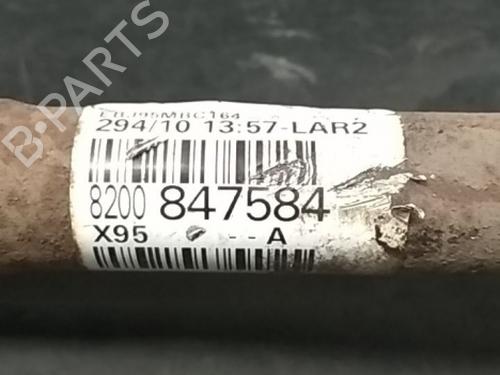 294/10 13:57-LAR2
8200 847584
X95 -- A
B-PARTS